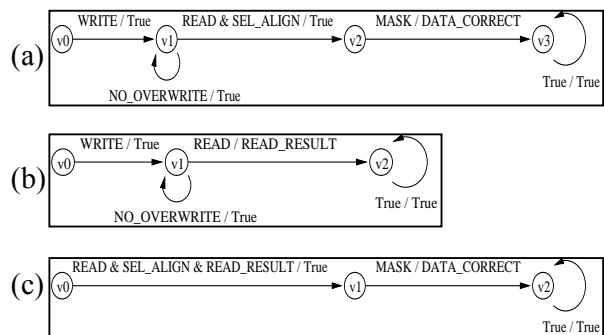 (a)
WRITE / True
READ & SEL_ALIGN / True
MASK / DATA_CORRECT
v0
v1
v2
v3
NO_OVERWRITE / True
True / True
(b)
WRITE / True
READ / READ_RESULT
v0
v1
v2
NO_OVERWRITE / True
True / True
(c)
READ & SEL_ALIGN & READ_RESULT / True
MASK / DATA_CORRECT
v0
v1
v2
True / True